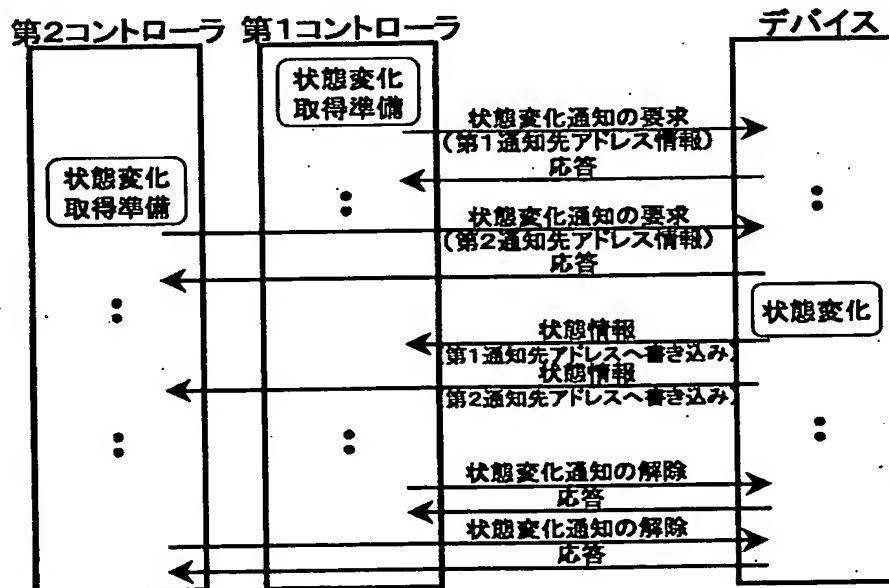 第2コントローラ 第1コントローラ デバイス
状態変化
取得準備
状態変化通知の要求
(第1通知先アドレス情報)
応答
状態変化
取得準備
状態変化通知の要求
(第2通知先アドレス情報)
応答
状態変化
状態情報
(第1通知先アドレスへ書き込み)
状態情報
(第2通知先アドレスへ書き込み)
状態変化通知の解除
応答
状態変化通知の解除
応答